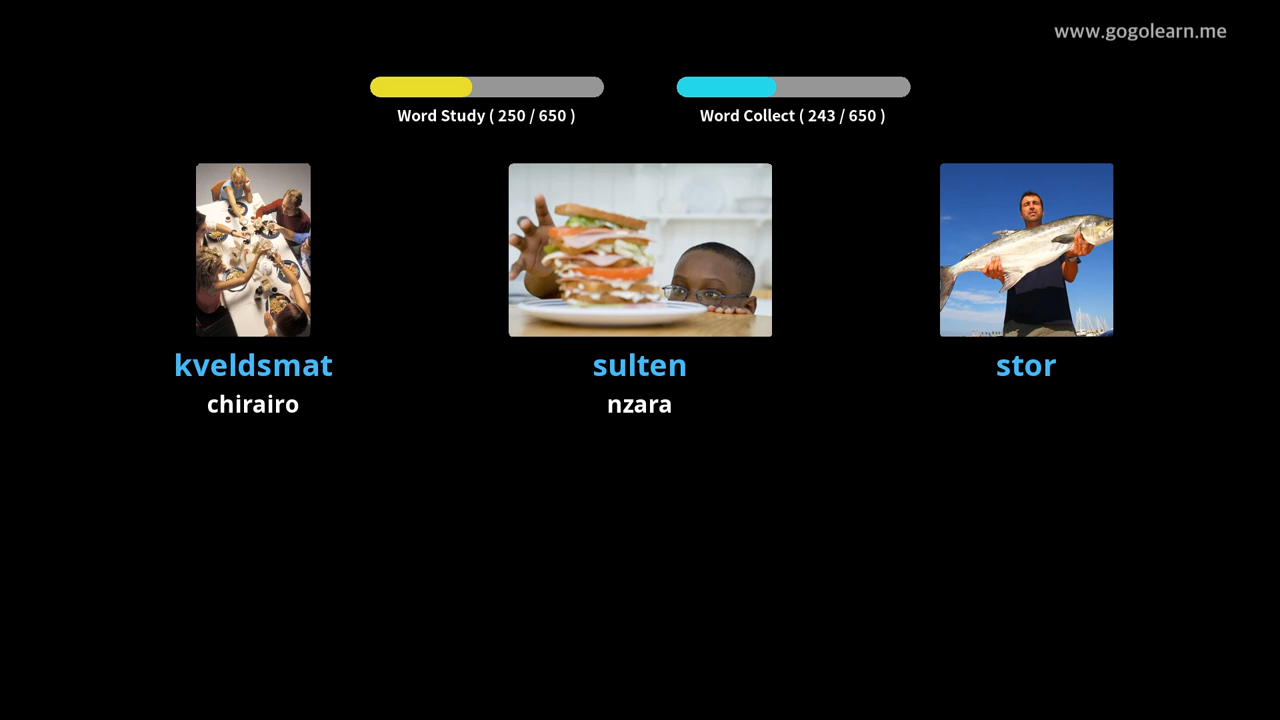 www.gogolearn.me
Word Study ( 250 / 650 )
Word Collect ( 243 / 650 )
kveldsmat
chirairo
sulten
nzara
stor